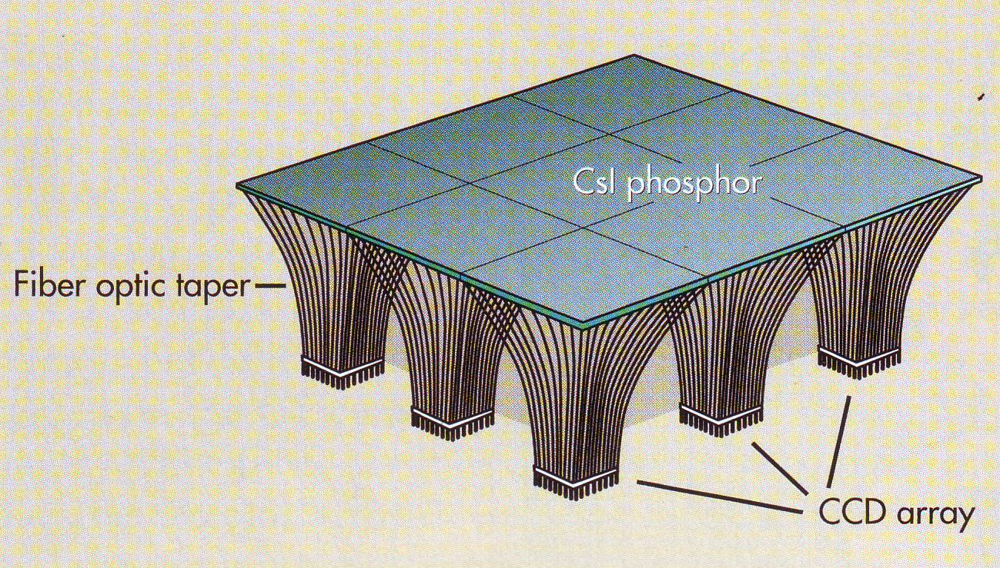 CsI phosphor
Fiber optic taper
CCD array